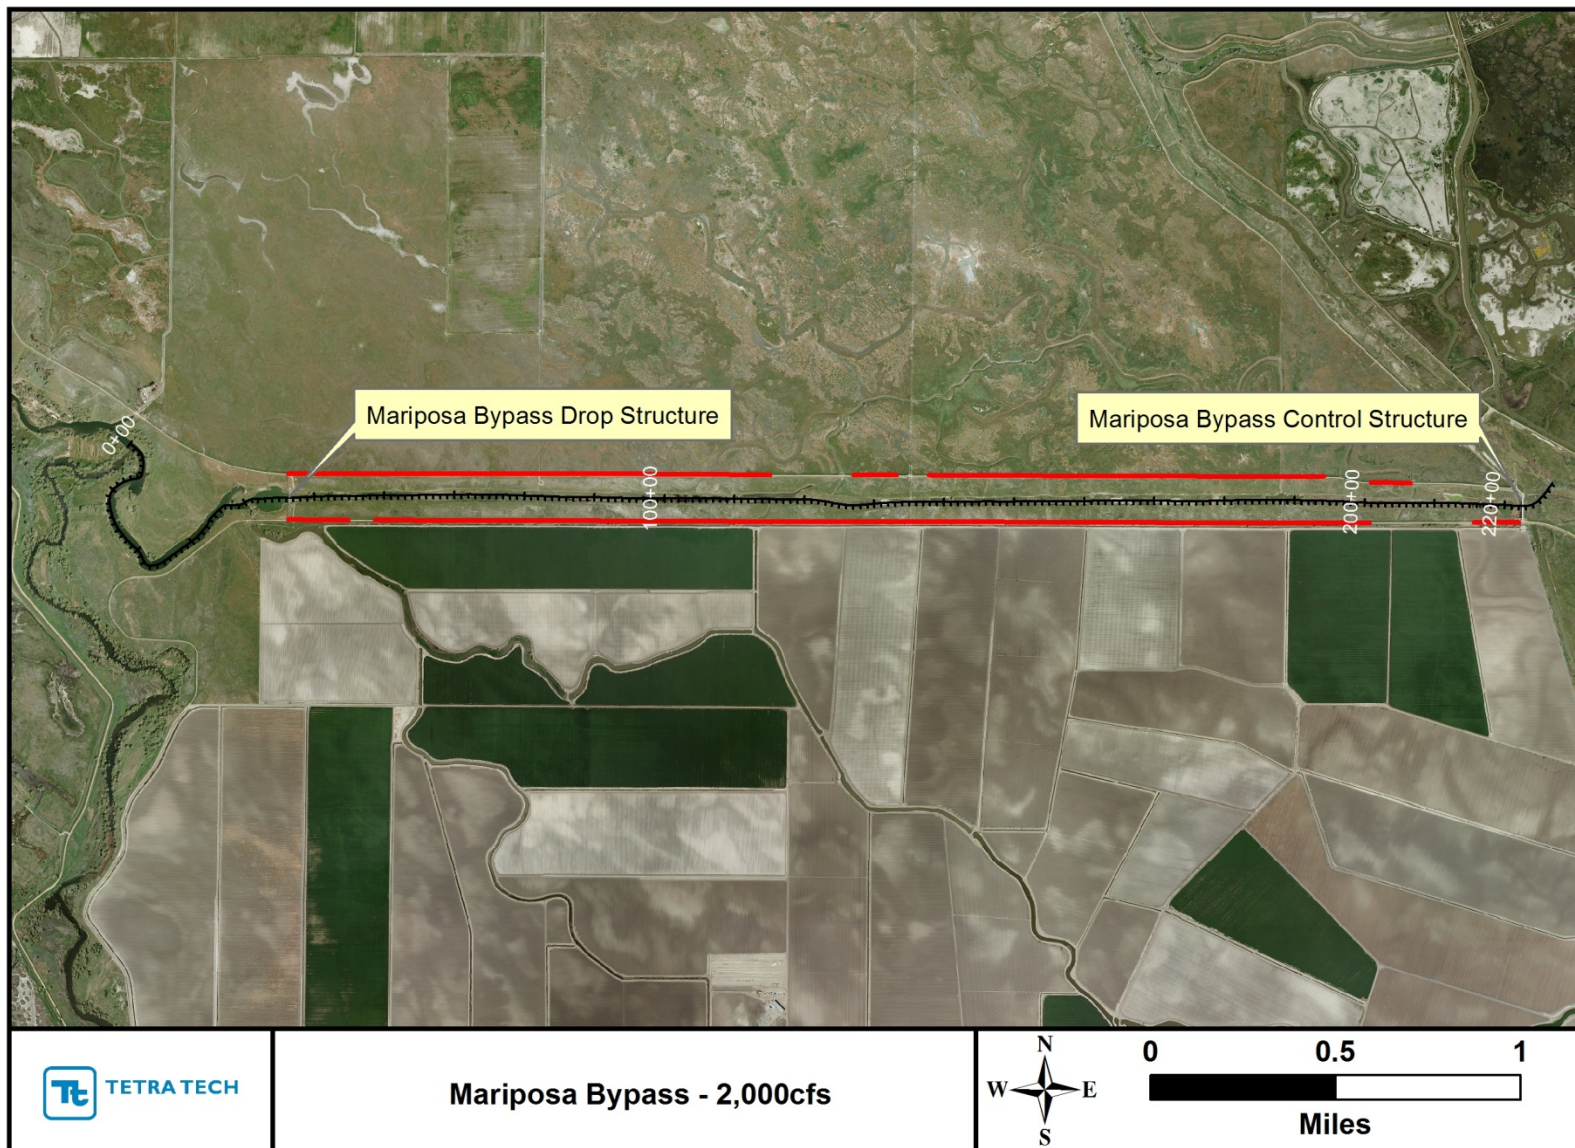 0+00
Mariposa Bypass Drop Structure
Mariposa Bypass Control Structure
100+00
200+00
220+00
Tt TETRA TECH
Mariposa Bypass - 2,000cfs
N
W E
S
0 0.5 1
Miles